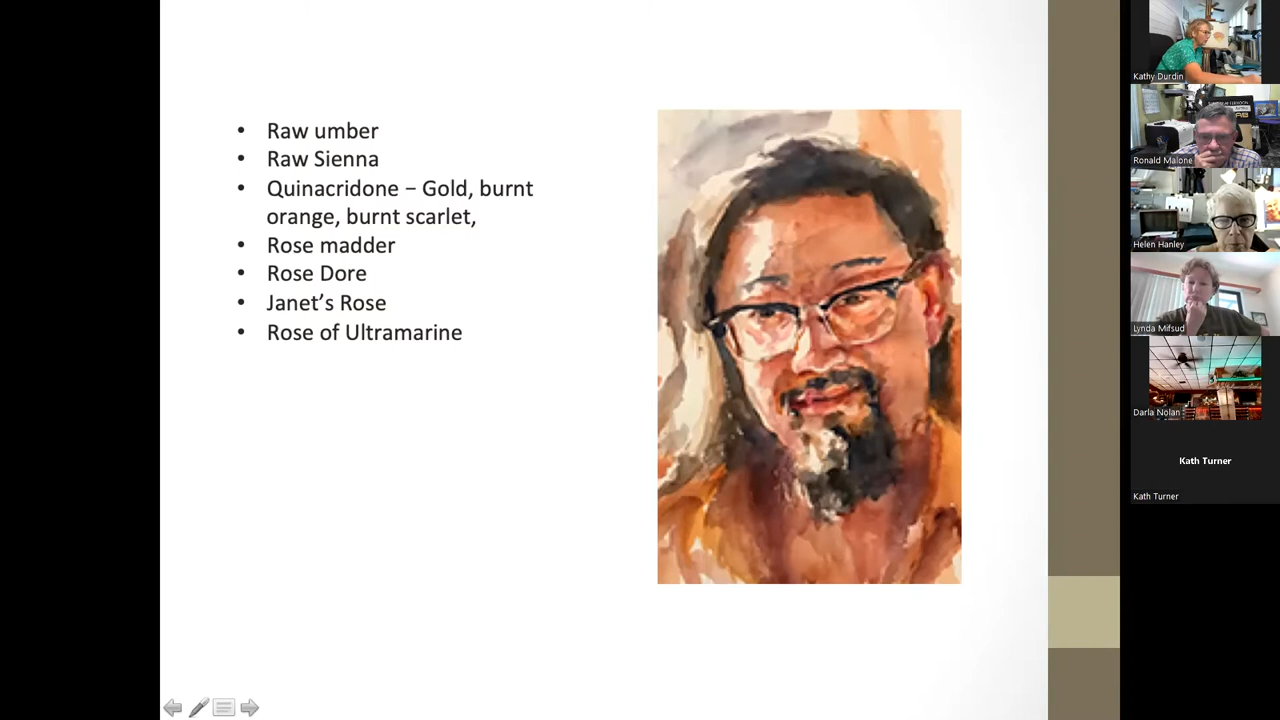 • Raw umber
• Raw Sienna
• Quinacridone – Gold, burnt
orange, burnt scarlet,
• Rose madder
• Rose Dore
• Janet’s Rose
• Rose of Ultramarine
Kathy Durdin
Ronald Malone
Helen Hanley
Lynda Mifsud
Darla Nolan
Kath Turner
Kath Turner